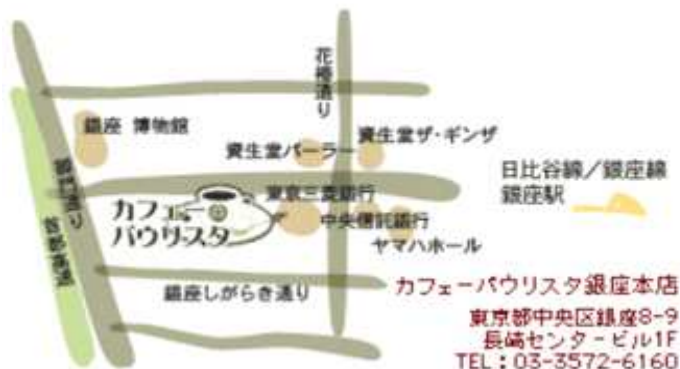 花椿通り
銀座 博物館
資生堂パーラー
資生堂ザ・ギンザ
日比谷線/銀座線
銀座駅
東京三菱銀行
カフェー
パウリスタ
中央信託銀行
ヤマハホール
銀座しがらき通り
カフェーパウリスタ銀座本店
東京都中央区銀座8-9
長崎センタービル1F
TEL:03-3572-6160